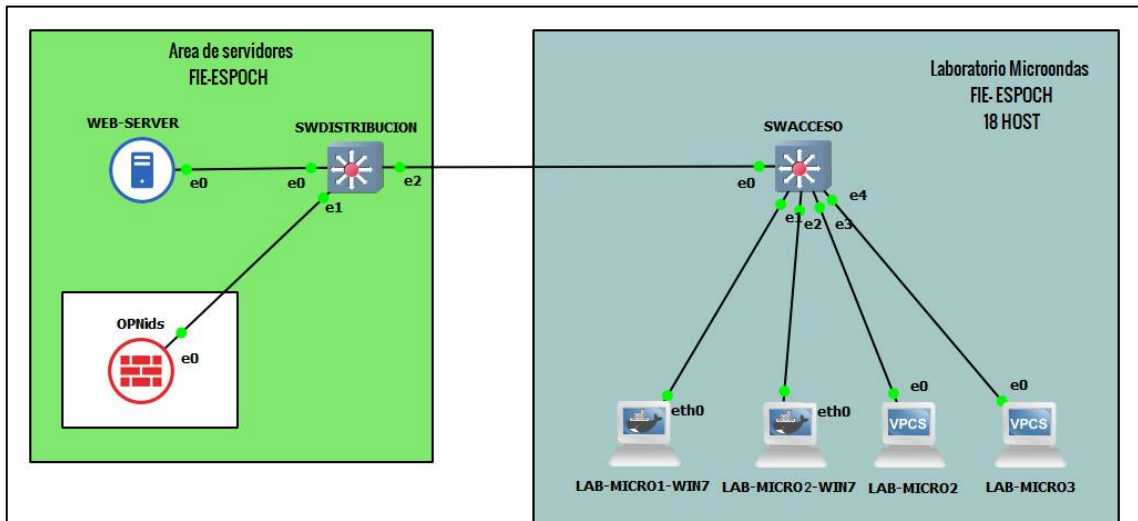 Area de servidores
FIE-ESPOCH
WEB-SERVER
SWDISTRIBUCION
e0
e0
e1
e2
OPNids
e0
Laboratorio Microondas
FIE- ESPOCH
18 HOST
SWACCESO
e0
e1
e2
e3
e4
eth0
eth0
e0
e0
VPCS
VPCS
LAB-MICRO1-WIN7
LAB-MICRO2-WIN7
LAB-MICRO2
LAB-MICRO3